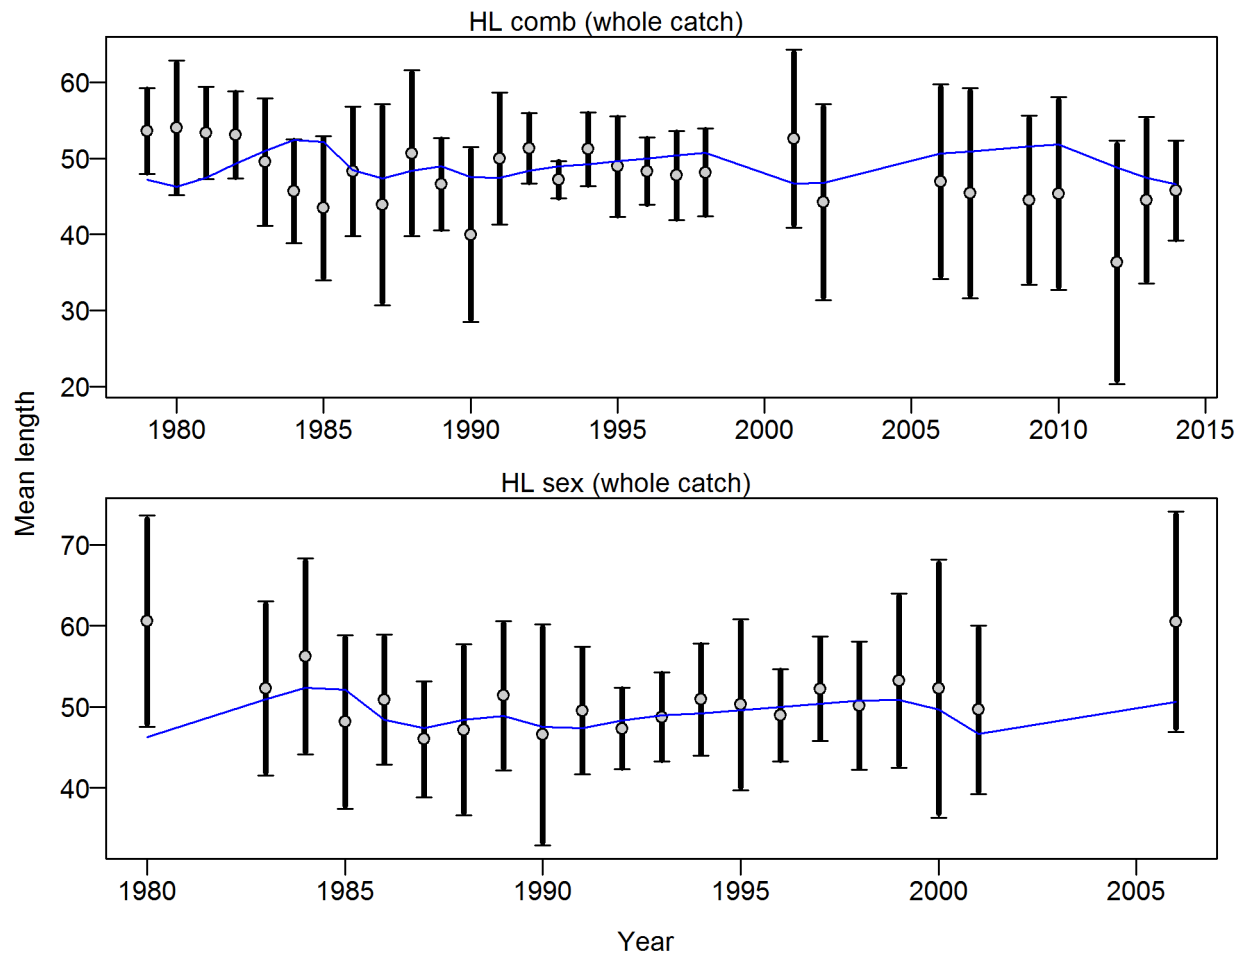 HL comb (whole catch)
60
50
40
30
20
1980 1985 1990 1995 2000 2005 2010 2015
Mean length
HL sex (whole catch)
70
60
50
40
1980 1985 1990 1995 2000 2005
Year